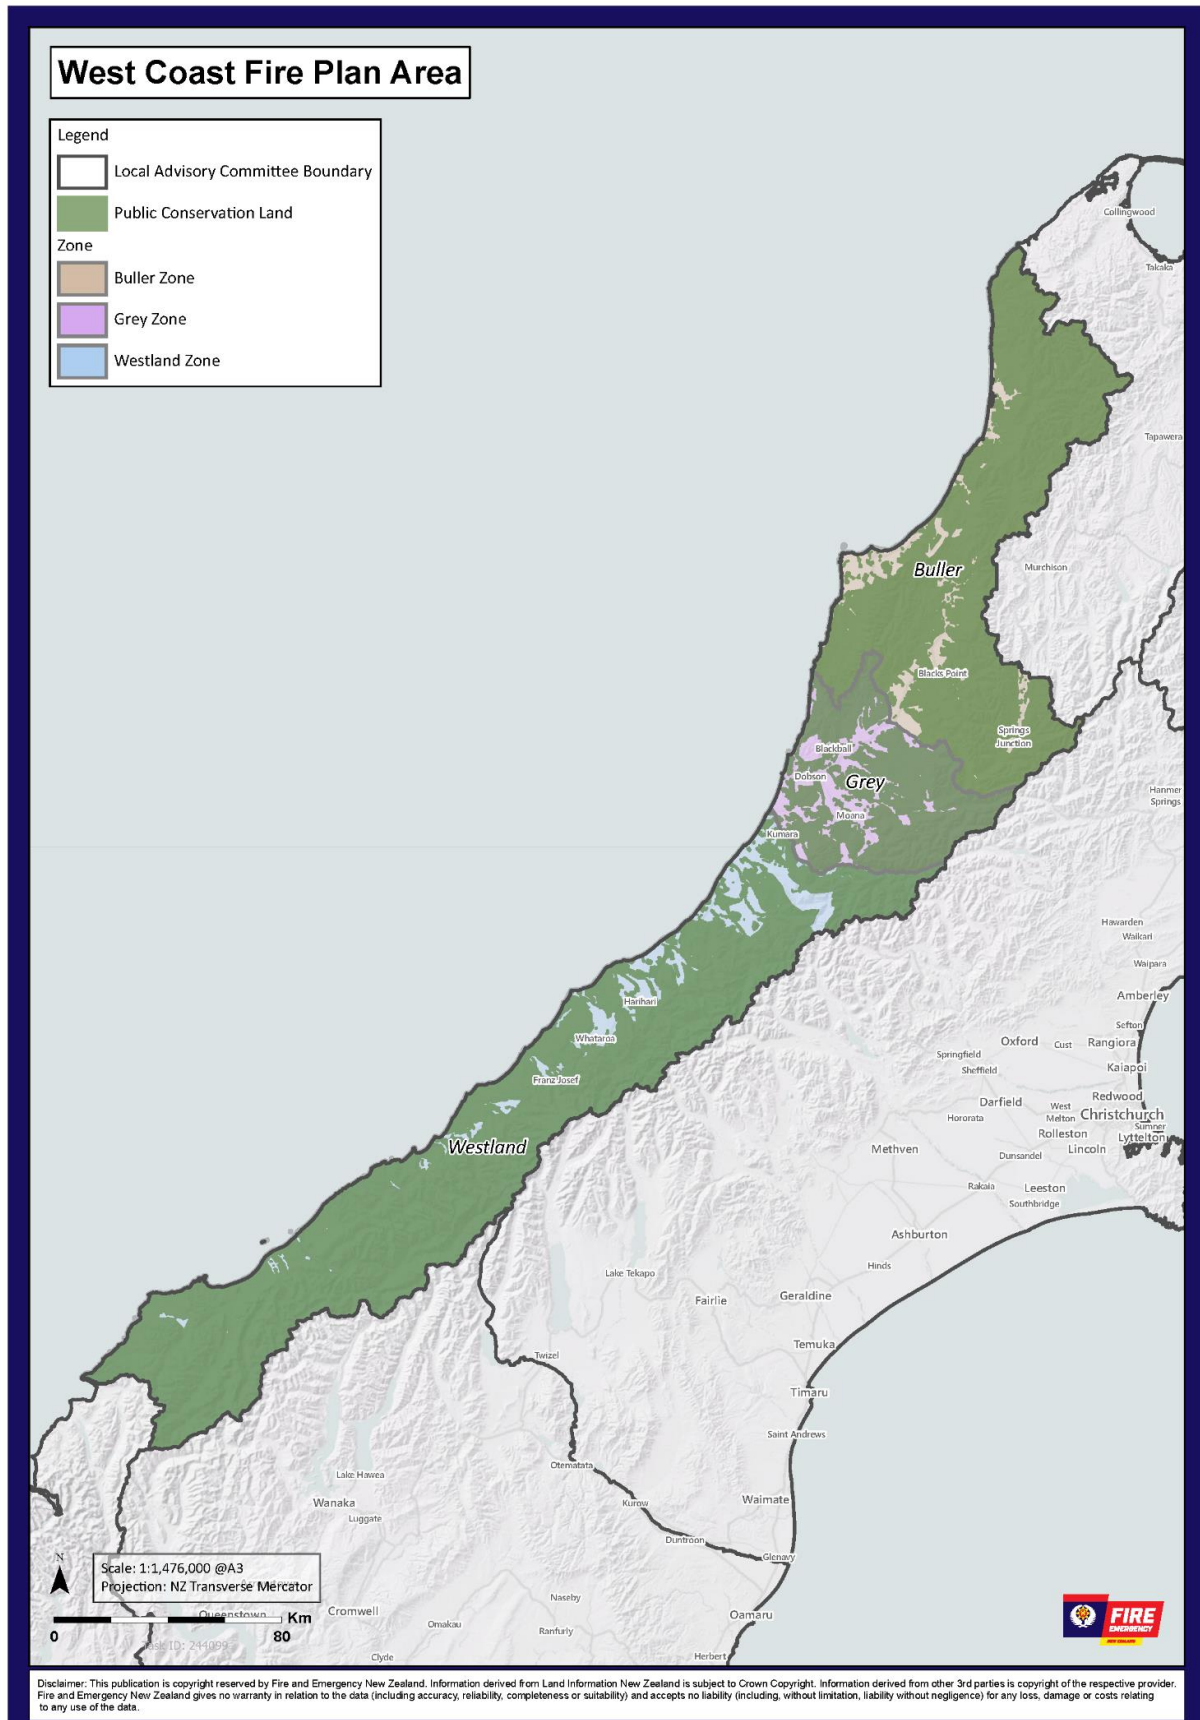 West Coast Fire Plan Area
Legend
Local Advisory Committee Boundary
Public Conservation Land
Zone
Buller Zone
Grey Zone
Westland Zone
Collingwood
Takaka
Tapawera
Murchison
Buller
Blacks Point
Springs
Junction
Blackball
Dobson
Grey
Moana
Kumara
Hanmer
Springs
Hawarden
Waikari
Waipara
Amberley
Sefton
Oxford
Cust
Rangiora
Springfield
Sheffield
Kaiapoi
Harihari
Whataroa
Franz Josef
Westland
Darfield
Redwood
West
Melton
Christchurch
Hororata
Sumner
Rolleston
Lyttelton
Methven
Dunsandel
Lincoln
Rakaia
Leeston
Southbridge
Ashburton
Hinds
Lake Tekapo
Fairlie
Geraldine
Temuka
Twizel
Timaru
Saint Andrews
Otematata
Lake Hawea
Wanaka
Luggate
Kurow
Waimate
Duntroon
Glenavy
N
Scale: 1:1,476,000 @A3
Projection: NZ Transverse Mercator
Queenstown
Km
0
80
Task ID: 244099
Cromwell
Naseby
Omakau
Ranfurly
Oamaru
Clyde
Herbert
FIRE
EMERGENCY
NEW ZEALAND
Disclaimer: This publication is copyright reserved by Fire and Emergency New Zealand. Information derived from Land Information New Zealand is subject to Crown Copyright. Information derived from other 3rd parties is copyright of the respective provider.
Fire and Emergency New Zealand gives no warranty in relation to the data (including accuracy, reliability, completeness or suitability) and accepts no liability (including, without limitation, liability without negligence) for any loss, damage or costs relating
to any use of the data.